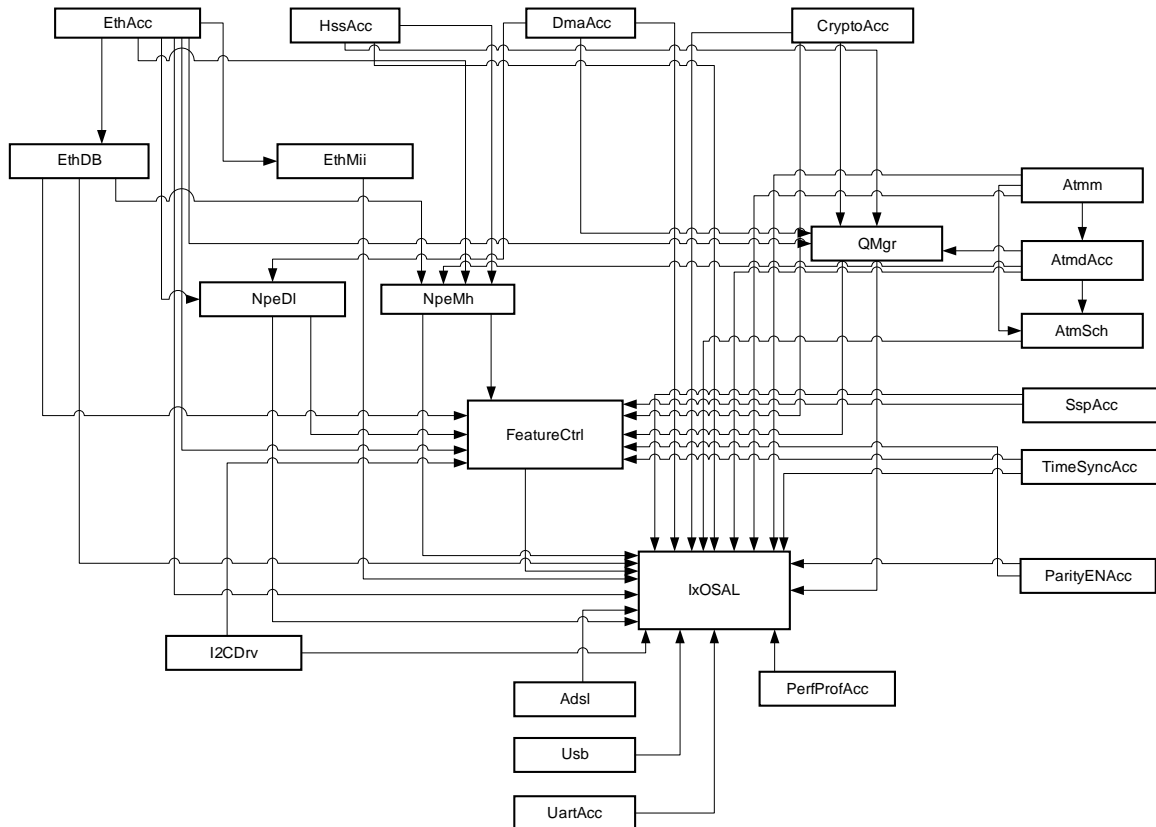 EthAcc
HssAcc
DmaAcc
CryptoAcc
EthDB
EthMii
Atmm
QMgr
AtmdAcc
NpeDl
NpeMh
AtmSch
SspAcc
FeatureCtrl
TimeSyncAcc
ParityENAcc
IxOSAL
I2CDrv
PerfProfAcc
Adsl
Usb
UartAcc